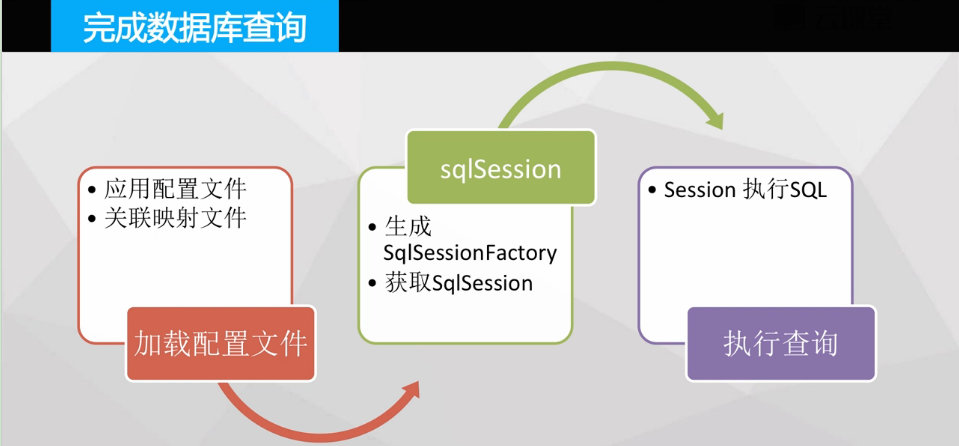 完成数据库查询
• 应用配置文件
• 关联映射文件
加载配置文件
sqlSession
• 生成
SqlSessionFactory
• 获取SqlSession
• Session 执行SQL
执行查询